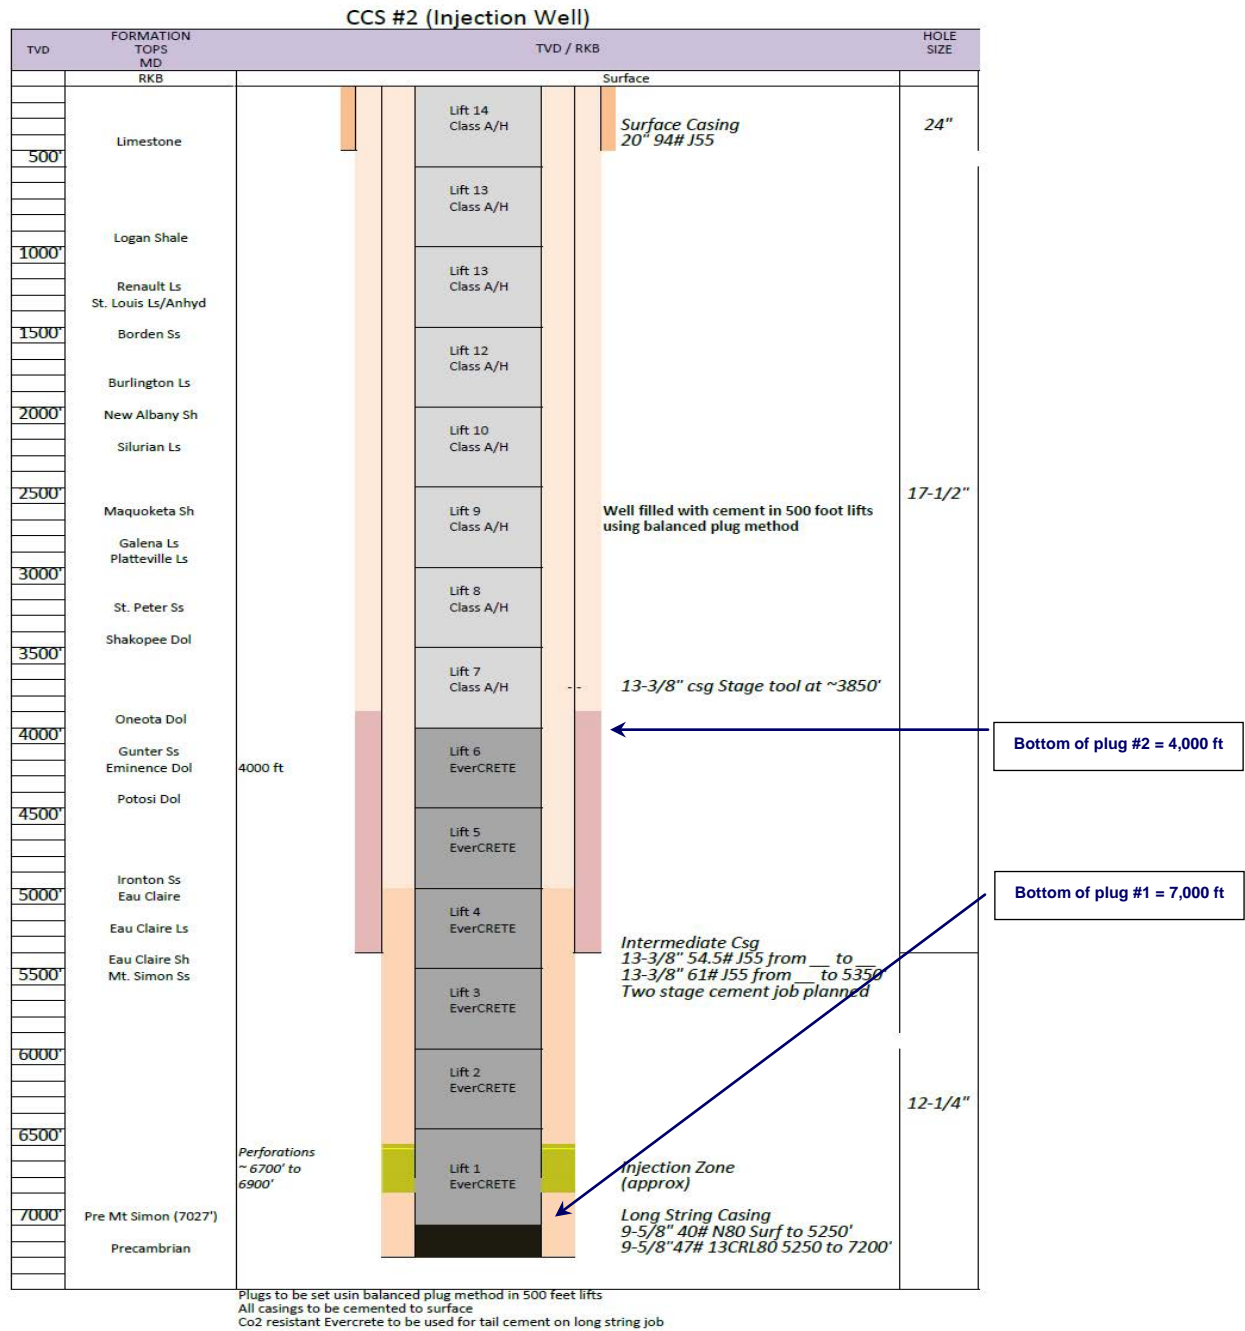 CCS #2 (Injection Well)
TVD
FORMATION
TOPS
MD
TVD / RKB
HOLE
SIZE
RKB
Surface
Lift 14
Class A/H
Surface Casing
20" 94# J55
24"
Limestone
500'
Lift 13
Class A/H
Logan Shale
1000'
Lift 13
Class A/H
Renault Ls
St. Louis Ls/Anhyd
1500'
Borden Ss
Lift 12
Class A/H
Burlington Ls
2000'
New Albany Sh
Lift 10
Class A/H
Silurian Ls
2500'
17-1/2"
Maquoketa Sh
Lift 9
Class A/H
Well filled with cement in 500 foot lifts
using balanced plug method
Galena Ls
Platteville Ls
3000'
Lift 8
Class A/H
St. Peter Ss
Shakopee Dol
3500'
Lift 7
Class A/H
13-3/8" csg Stage tool at ~3850'
Oneota Dol
4000'
Bottom of plug #2 = 4,000 ft
Gunter Ss
Eminence Dol
4000 ft
Lift 6
EverCRETE
Potosi Dol
4500'
Lift 5
EverCRETE
Ironton Ss
5000'
Eau Claire
Bottom of plug #1 = 7,000 ft
Lift 4
EverCRETE
Eau Claire Ls
Intermediate Csg
13-3/8" 54.5# J55 from __ to __
13-3/8" 61# J55 from __ to 5350'
Two stage cement job planned
Eau Claire Sh
5500'
Mt. Simon Ss
Lift 3
EverCRETE
6000'
Lift 2
EverCRETE
12-1/4"
6500'
Perforations
~ 6700' to
6900'
Lift 1
EverCRETE
Injection Zone
(approx)
7000'
Pre Mt Simon (7027')
Long String Casing
9-5/8" 40# N80 Surf to 5250'
9-5/8"47# 13CRL80 5250 to 7200'
Precambrian
Plugs to be set usin balanced plug method in 500 feet lifts
All casings to be cemented to surface
Co2 resistant Evercrete to be used for tail cement on long string job